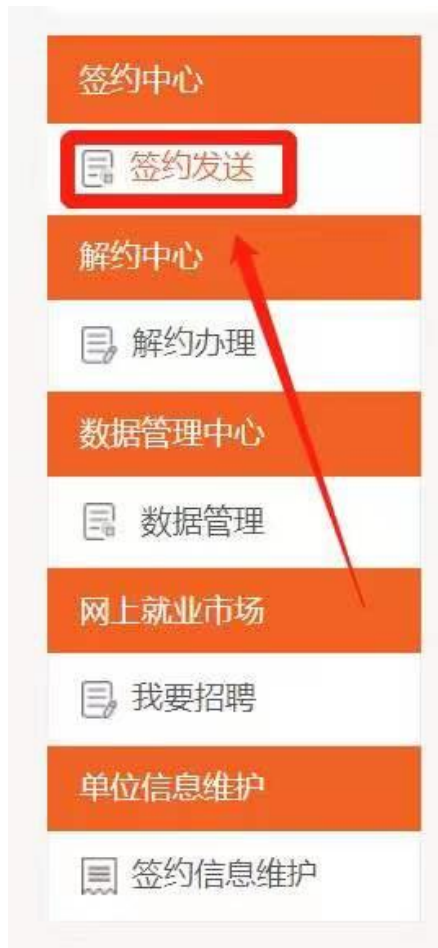 签约中心
签约发送
解约中心
解约办理
数据管理中心
数据管理
网上就业市场
我要招聘
单位信息维护
签约信息维护